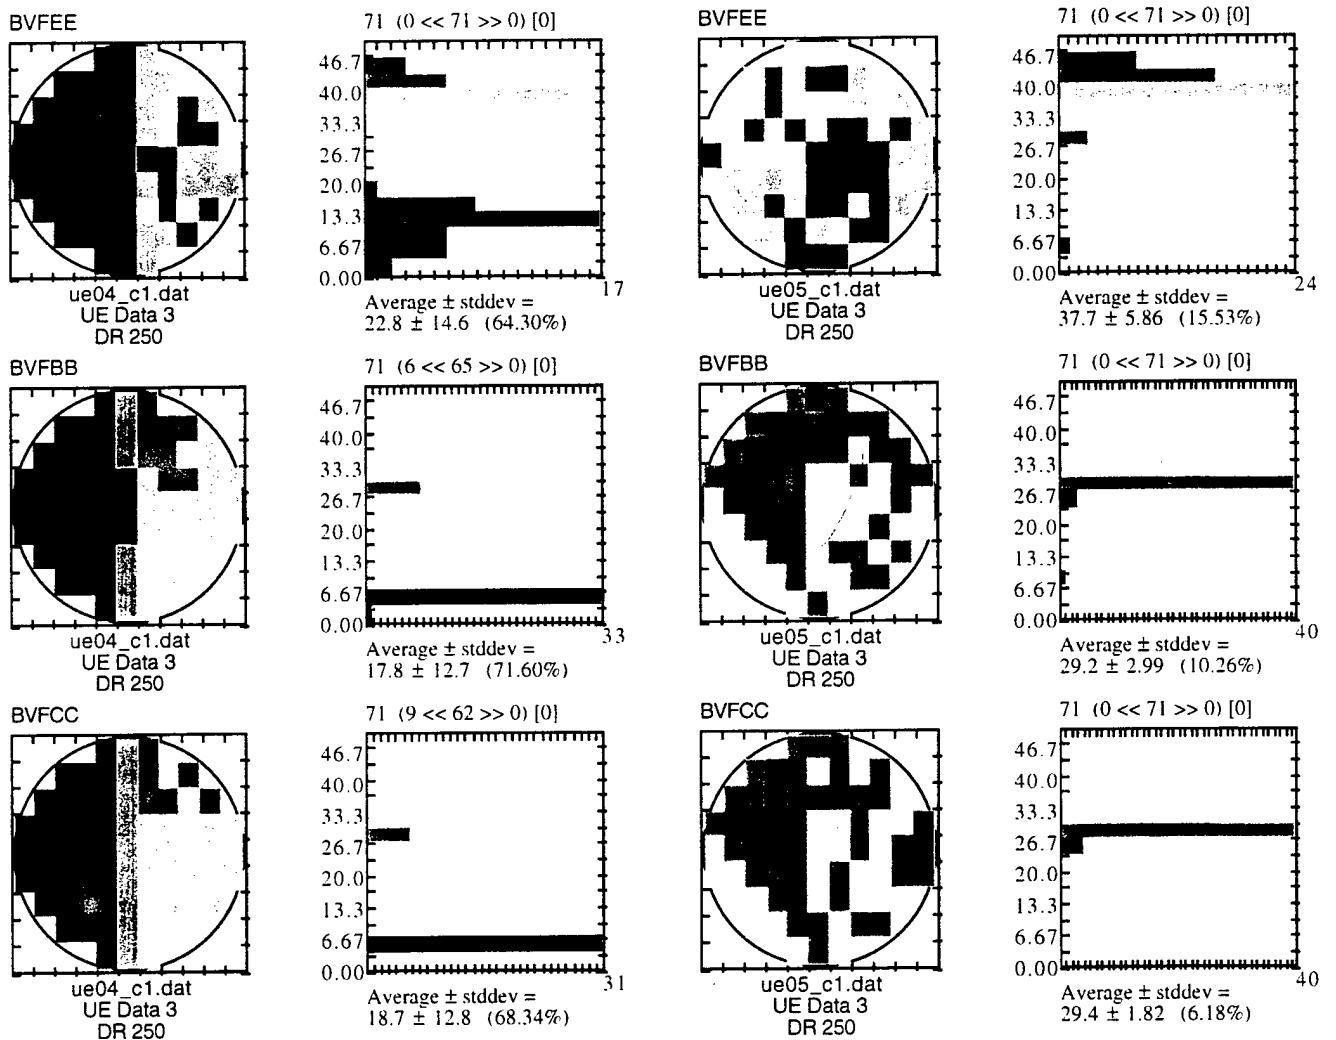 BVFEE
71 (0 << 71 >> 0) [0]
46.7
40.0
33.3
26.7
20.0
13.3
6.67
0.00
17
ue04_c1.dat
UE Data 3
DR 250
Average ± stddev =
22.8 ± 14.6 (64.30%)
BVFEE
71 (0 << 71 >> 0) [0]
46.7
40.0
33.3
26.7
20.0
13.3
6.67
0.00
24
ue05_c1.dat
UE Data 3
DR 250
Average ± stddev =
37.7 ± 5.86 (15.53%)
BVFBB
71 (6 << 65 >> 0) [0]
46.7
40.0
33.3
26.7
20.0
13.3
6.67
0.00
33
ue04_c1.dat
UE Data 3
DR 250
Average ± stddev =
17.8 ± 12.7 (71.60%)
BVFBB
71 (0 << 71 >> 0) [0]
46.7
40.0
33.3
26.7
20.0
13.3
6.67
0.00
40
ue05_c1.dat
UE Data 3
DR 250
Average ± stddev =
29.2 ± 2.99 (10.26%)
BVFCC
71 (9 << 62 >> 0) [0]
46.7
40.0
33.3
26.7
20.0
13.3
6.67
0.00
31
ue04_c1.dat
UE Data 3
DR 250
Average ± stddev =
18.7 ± 12.8 (68.34%)
BVFCC
71 (0 << 71 >> 0) [0]
46.7
40.0
33.3
26.7
20.0
13.3
6.67
0.00
40
ue05_c1.dat
UE Data 3
DR 250
Average ± stddev =
29.4 ± 1.82 (6.18%)